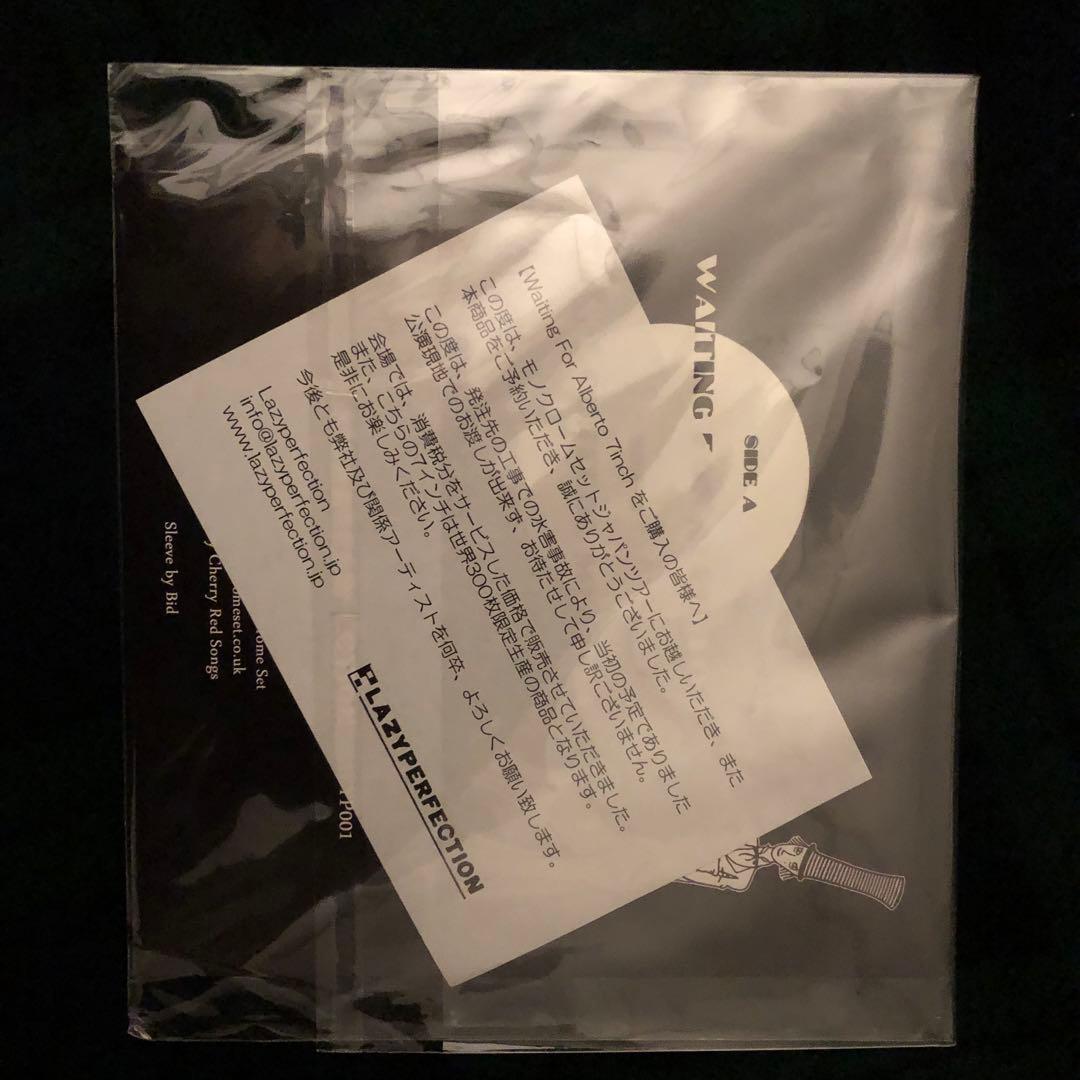 WAITING
SIDE A
【Waiting For Alberto 7inch をご購入の皆様へ】
この度は、モノクロームセットジャパンツアーにお越しいただき、また
本商品をご予約いただき、誠にありがとうございました。
この度は、発注先の工事での水害事故により、当初の予定でありました
公演現地でのお渡しが出来ず、お待たせして申し訳ございません。
会場では、消費税分をサービスした価格で販売させていただきました。
また、こちらの7インチは世界300枚限定生産の商品となります。
是非にお楽しみください。
今後とも弊社及び関係アーティストを何卒、よろしくお願い致します。
Lazyperfection
info@lazyperfection.jp
www.lazyperfection.jp
LAZYPERFECTION
P001
ome Set
omeset.co.uk
Cherry Red Songs
Sleeve by Bid